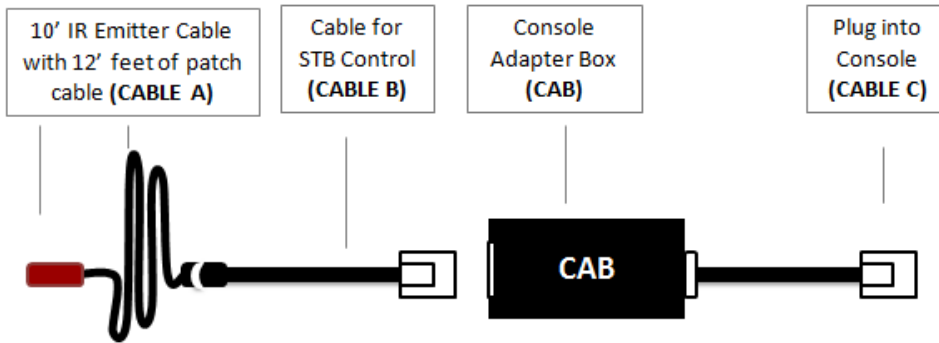 10’ IR Emitter Cable
with 12’ feet of patch
cable (CABLE A)
Cable for
STB Control
(CABLE B)
Console
Adapter Box
(CAB)
Plug into
Console
(CABLE C)
CAB